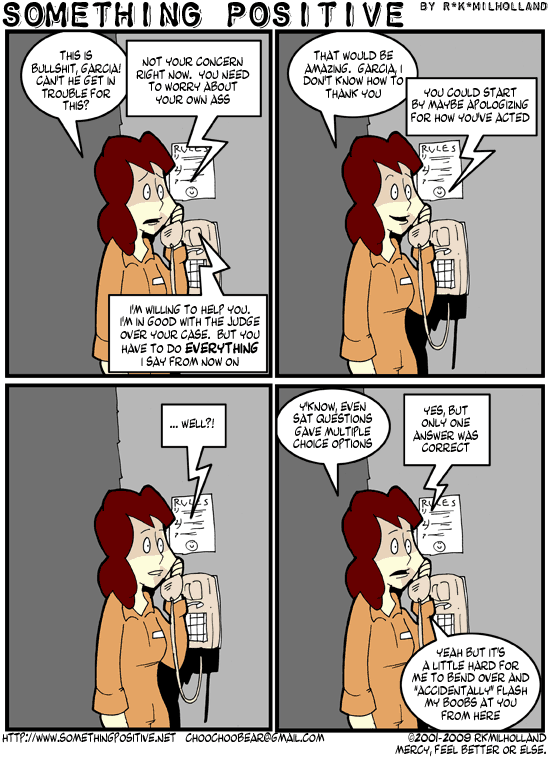 SOMETHING POSITIVE BY R*K*MILHOLLAND
THIS IS
BULLSHIT, GARCIA!
CAN'T HE GET IN
TROUBLE FOR
THIS?
NOT YOUR CONCERN
RIGHT NOW. YOU NEED
TO WORRY ABOUT
YOUR OWN ASS
RULES
I'M WILLING TO HELP YOU.
I'M IN GOOD WITH THE JUDGE
OVER YOUR CASE. BUT YOU
HAVE TO DO EVERYTHING
I SAY FROM NOW ON
THAT WOULD BE
AMAZING. GARCIA, I
DON'T KNOW HOW TO
THANK YOU
YOU COULD START
BY MAYBE APOLOGIZING
FOR HOW YOU'VE ACTED
RULES
... WELL?!
RULES
Y'KNOW, EVEN
SAT QUESTIONS
GAVE MULTIPLE
CHOICE OPTIONS
YES, BUT
ONLY ONE
ANSWER WAS
CORRECT
RULES
YEAH BUT IT'S
A LITTLE HARD FOR
ME TO BEND OVER AND
"ACCIDENTALLY" FLASH
MY BOOBS AT YOU
FROM HERE
HTTP://WWW.SOMETHINGPOSITIVE.NET CHOOCHOOBEAR@GMAIL.COM
©2001-2009 RKMILHOLLAND
MERCY, FEEL BETTER OR ELSE.